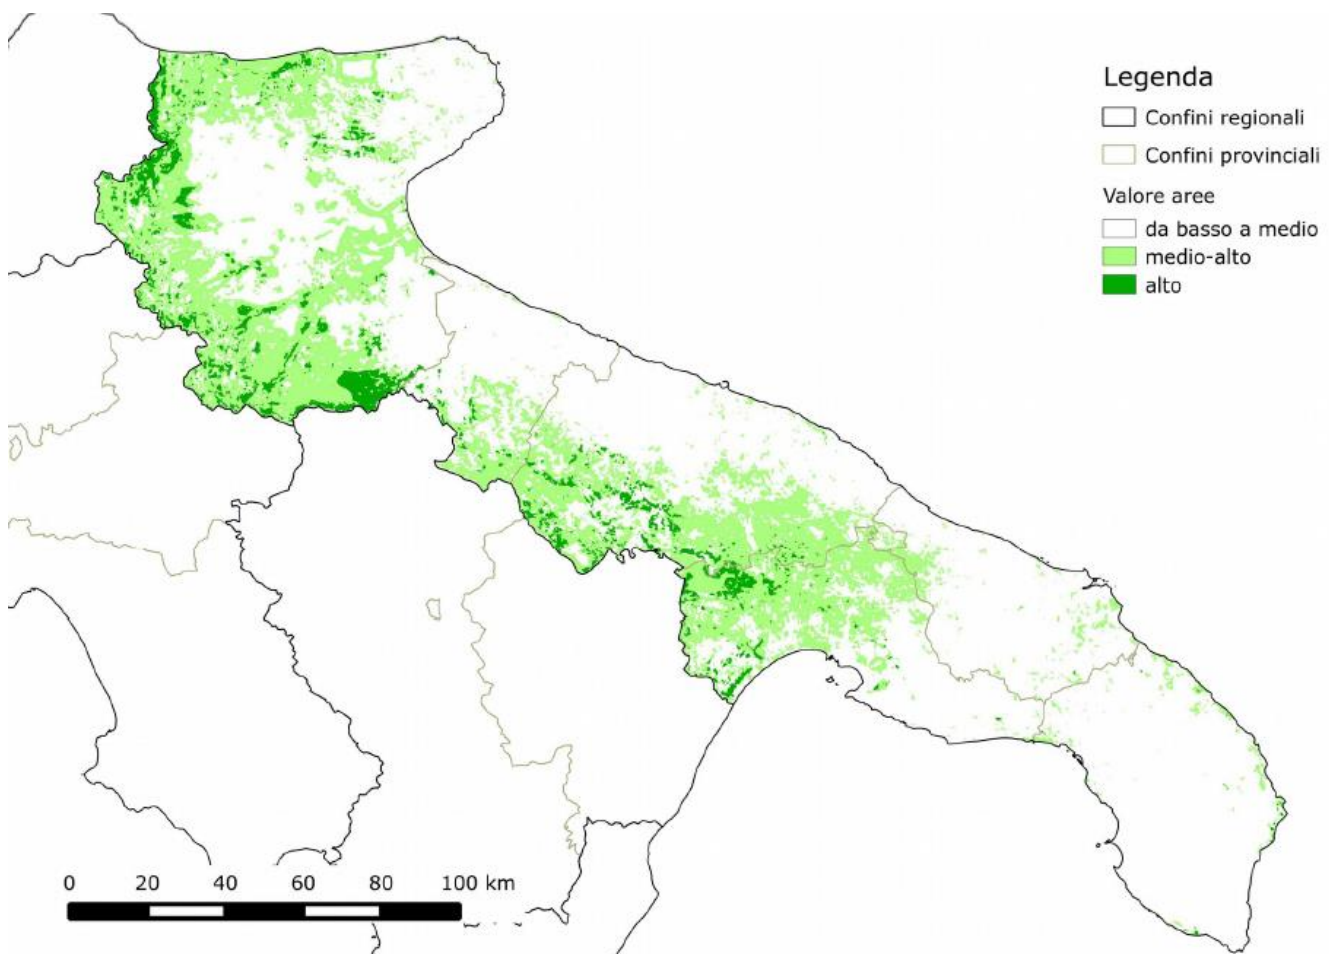 Legenda
Confini regionali
Confini provinciali
Valore aree
da basso a medio
medio-alto
alto
0 20 40 60 80 100 km